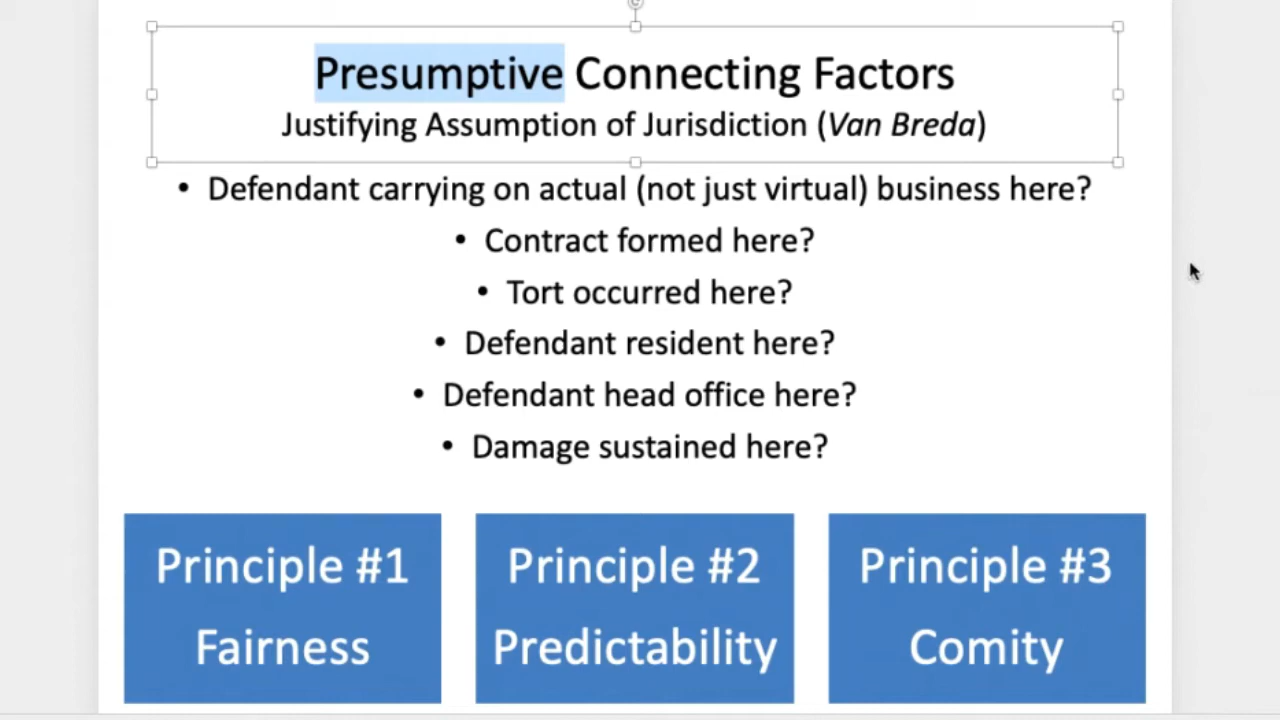 Presumptive Connecting Factors
Justifying Assumption of Jurisdiction (Van Breda)
• Defendant carrying on actual (not just virtual) business here?
• Contract formed here?
• Tort occurred here?
• Defendant resident here?
• Defendant head office here?
• Damage sustained here?
Principle #1
Fairness
Principle #2
Predictability
Principle #3
Comity